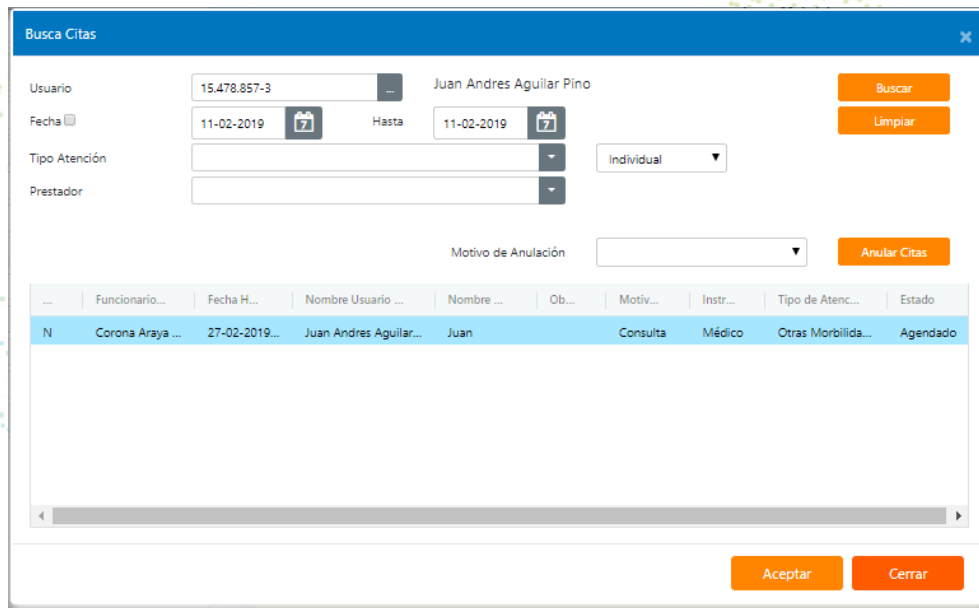 Busca Citas
Usuario 15.478.857-3 ... Juan Andres Aguilar Pino Buscar
Fecha 11-02-2019 7 Hasta 11-02-2019 7 Limpiar
Tipo Atención Individual
Prestador
Motivo de Anulación Anular Citas
... Funcionario... Fecha H... Nombre Usuario ... Nombre ... Ob... Motiv... Instr... Tipo de Atenc... Estado
N Corona Araya ... 27-02-2019... Juan Andres Aguilar... Juan Consulta Médico Otras Morbilida... Agendado
Aceptar Cerrar